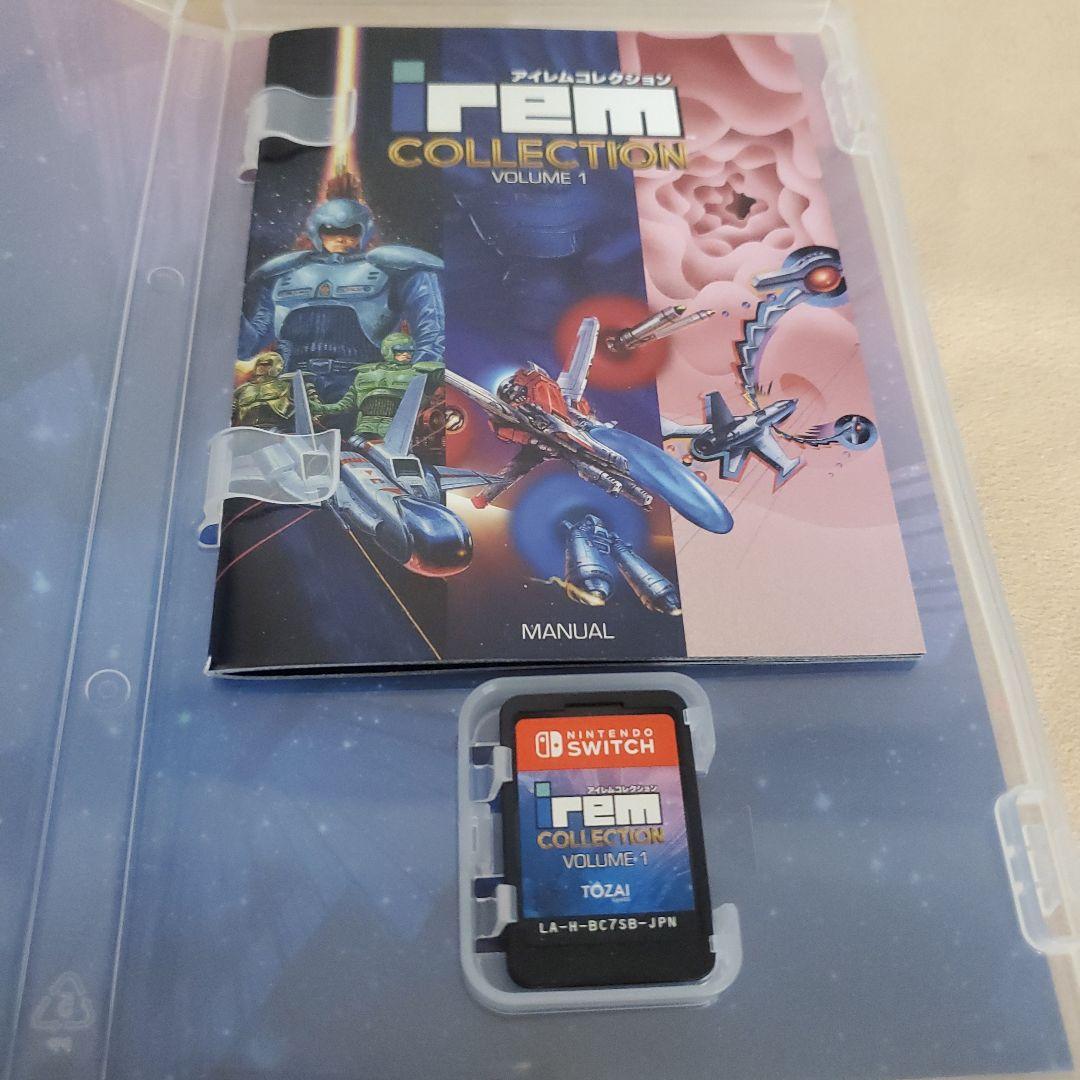 アイレムコレクション
irem
COLLECTION
VOLUME 1
MANUAL
NINTENDO
SWITCH
アイレムコレクション
irem
COLLECTION
VOLUME 1
TOZAI
LA-H-BC7SB-JPN